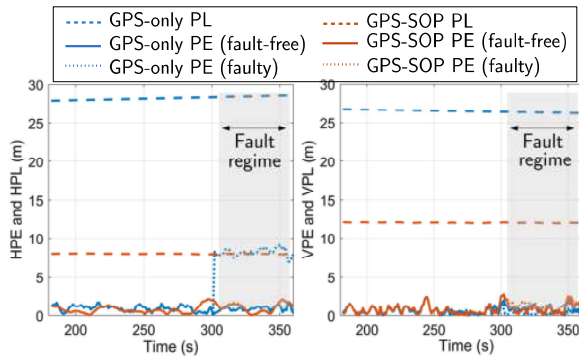 GPS-only PL GPS-SOP PL
GPS-only PE (fault-free) GPS-SOP PE (fault-free)
GPS-only PE (faulty) GPS-SOP PE (faulty)
HPE and HPL (m)
30
25
20
15
10
5
0
Fault
regime
200 250 300 350
Time (s)
VPE and VPL (m)
30
25
20
15
10
5
0
Fault
regime
200 250 300 350
Time (s)